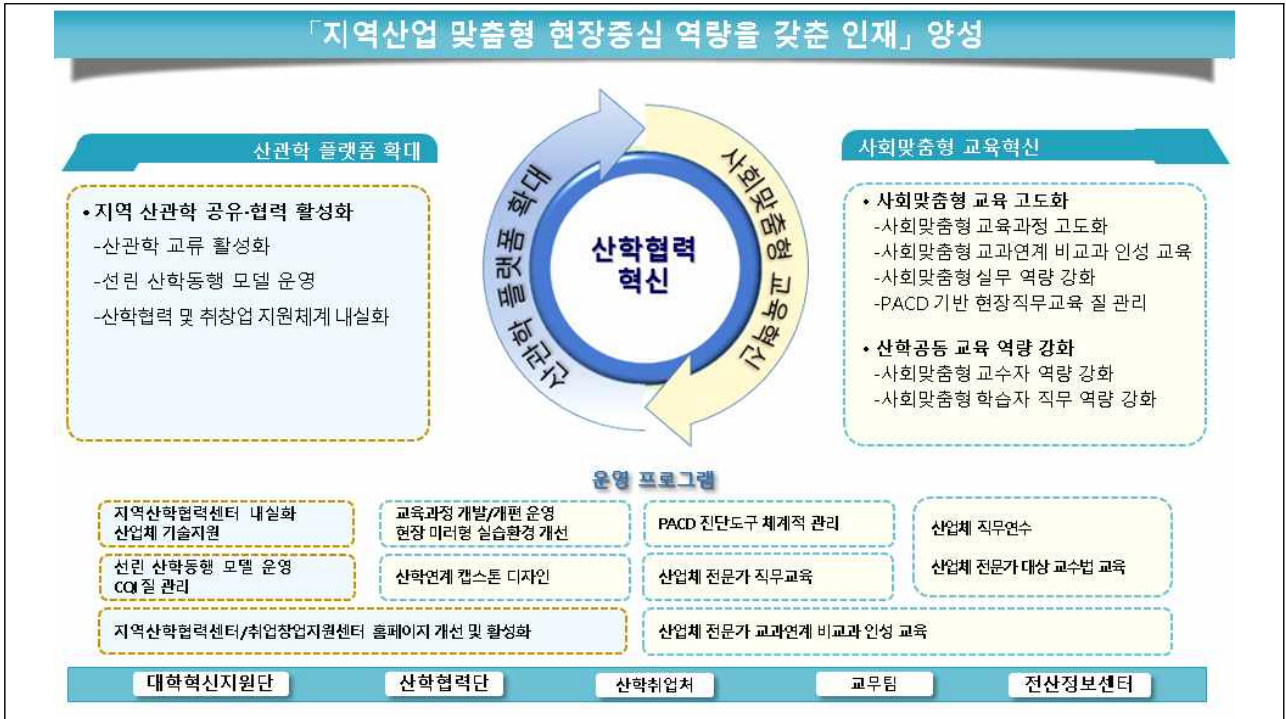 「지역산업 맞춤형 현장중심 역량을 갖춘 인재」 양성
산관학 플랫폼 확대
• 지역 산관학 공유·협력 활성화
-산관학 교류 활성화
-선린 산학동행 모델 운영
-산학협력 및 취창업 지원체계 내실화
산관학 플랫폼 확대
사회맞춤형 교육혁신
산학협력
혁신
사회맞춤형 교육혁신
• 사회맞춤형 교육 고도화
-사회맞춤형 교육과정 고도화
-사회맞춤형 교과연계 비교과 인성 교육
-사회맞춤형 실무 역량 강화
-PACD 기반 현장직무교육 질 관리
• 산학공동 교육 역량 강화
-사회맞춤형 교수자 역량 강화
-사회맞춤형 학습자 직무 역량 강화
운영 프로그램
지역산학협력센터 내실화
산업체 기술지원
교육과정 개발/개편 운영
현장 미러형 실습환경 개선
PACD 진단도구 체계적 관리
산업체 직무연수
산업체 전문가 대상 교수법 교육
선린 산학동행 모델 운영
CQI 질 관리
산학연계 캡스톤 디자인
산업체 전문가 직무교육
지역산학협력센터/취업창업지원센터 홈페이지 개선 및 활성화
산업체 전문가 교과연계 비교과 인성 교육
대학혁신지원단
산학협력단
산학취업처
교무팀
전산정보센터